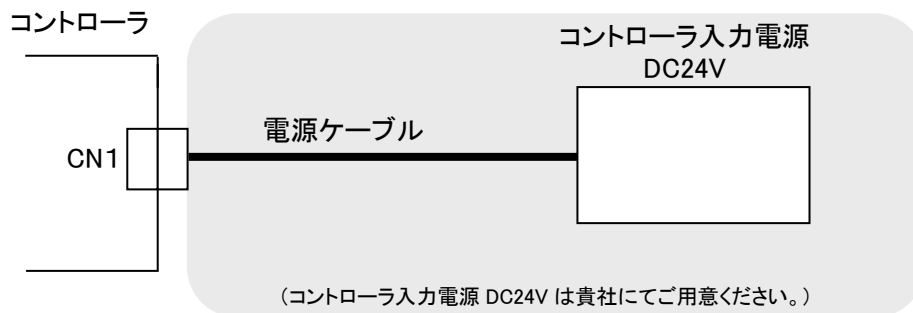 コントローラ
コントローラ入力電源
DC24V
電源ケーブル
CN1
（コントローラ入力電源 DC24V は貴社にてご用意ください。）